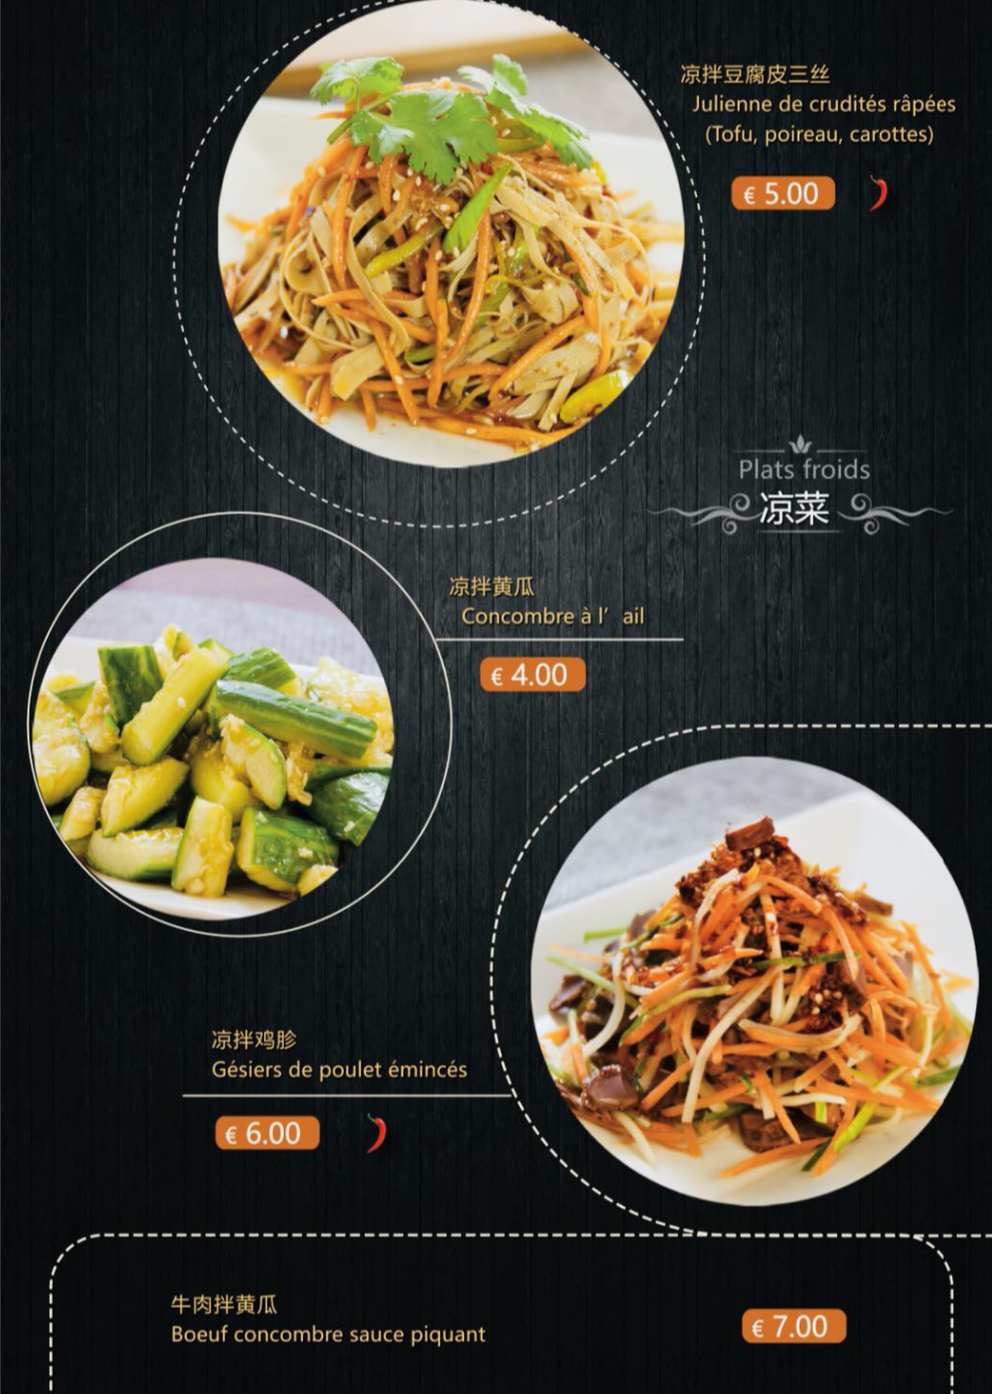 凉拌豆腐皮三丝
Julienne de crudités râpées
(Tofu, poireau, carottes)
€ 5.00
Plats froids
凉菜
凉拌黄瓜
Concombre à l’ ail
€ 4.00
凉拌鸡胗
Gésiers de poulet émincés
€ 6.00
牛肉拌黄瓜
Boeuf concombre sauce piquant
€ 7.00